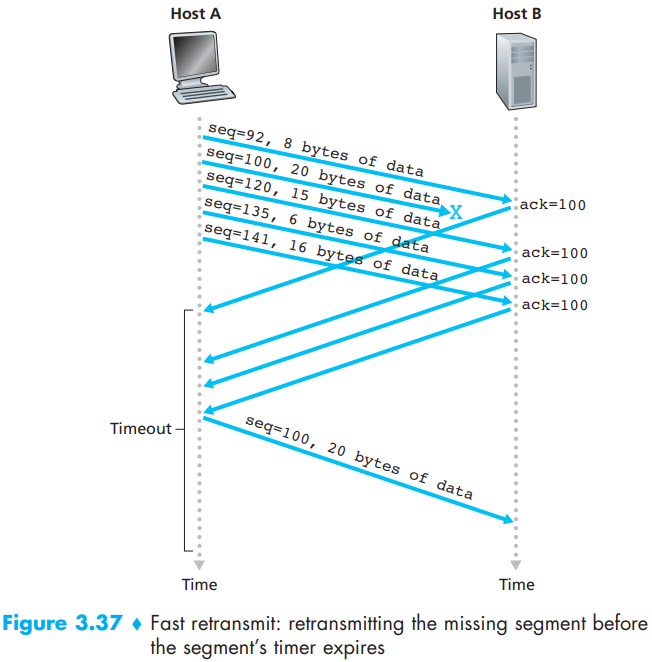 Host A
Host B
seq=92, 8 bytes of data
seq=100, 20 bytes of data
X
seq=120, 15 bytes of data
seq=135, 6 bytes of data
seq=141, 16 bytes of data
ack=100
ack=100
ack=100
ack=100
Timeout
seq=100, 20 bytes of data
Time
Time
Figure 3.37 ♦ Fast retransmit: retransmitting the missing segment before
the segment's timer expires